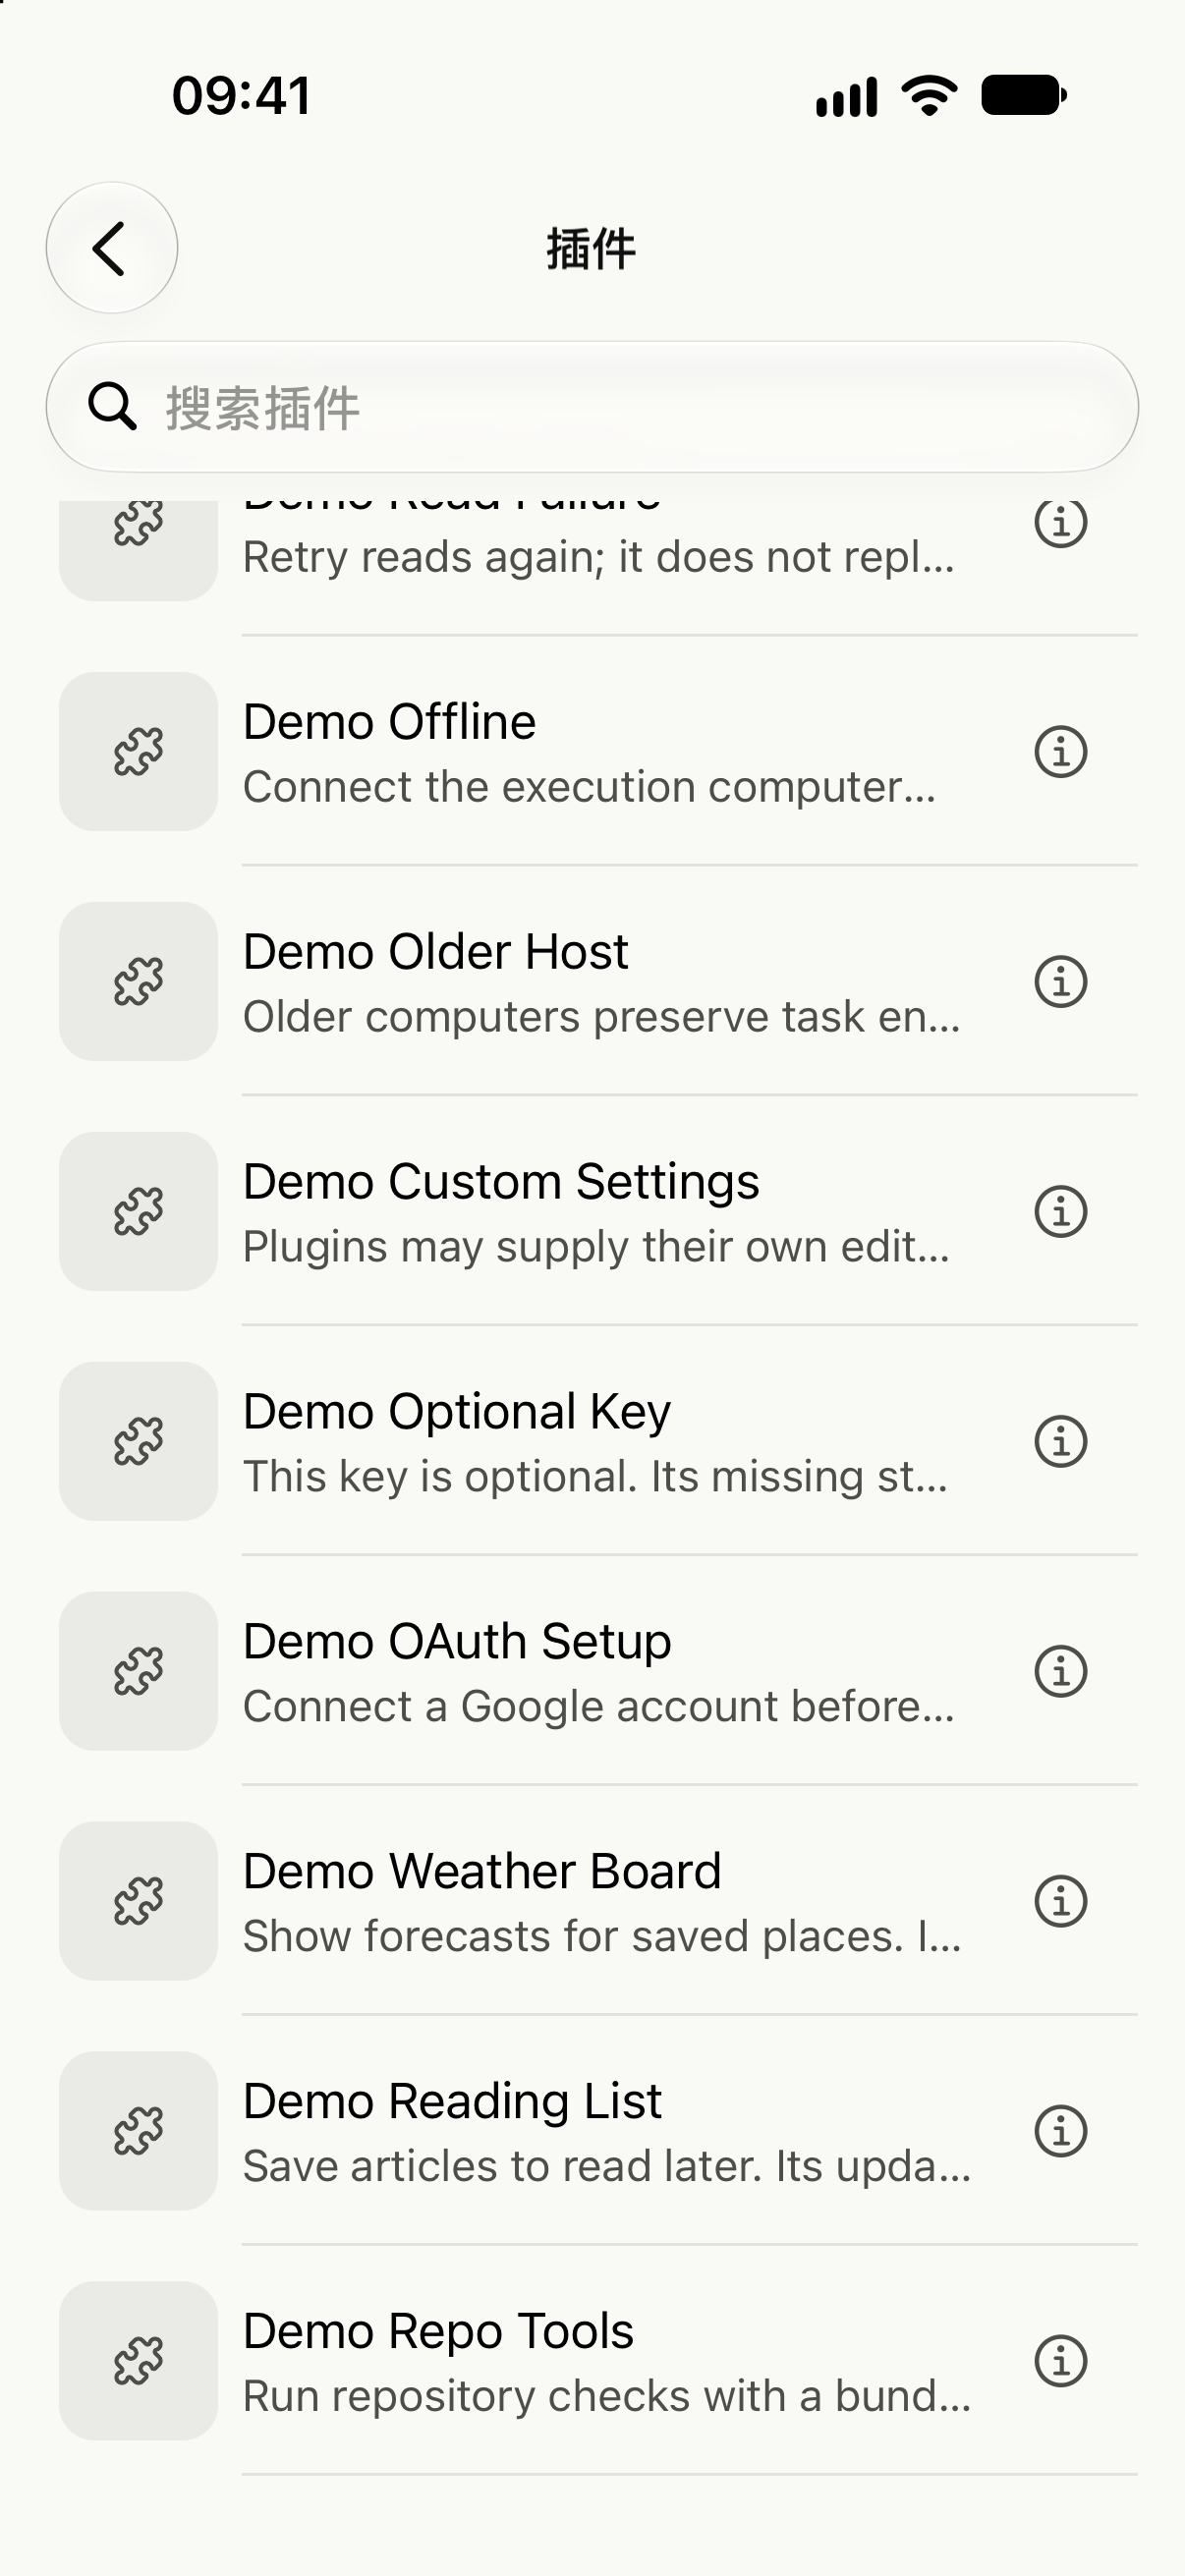 09:41
插件
搜索插件
Demo Read Failure
Retry reads again; it does not repl...
Demo Offline
Connect the execution computer...
Demo Older Host
Older computers preserve task en...
Demo Custom Settings
Plugins may supply their own edit...
Demo Optional Key
This key is optional. Its missing st...
Demo OAuth Setup
Connect a Google account before...
Demo Weather Board
Show forecasts for saved places. I...
Demo Reading List
Save articles to read later. Its upda...
Demo Repo Tools
Run repository checks with a bund...